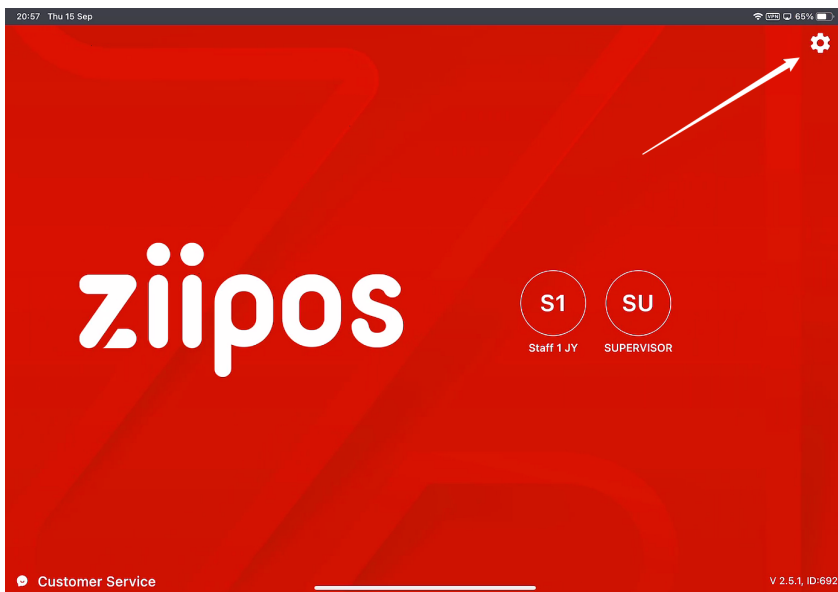 20:57 Thu 15 Sep
VPN 65%
ziipos
S1
SU
Staff 1 JY
SUPERVISOR
Customer Service
V 2.5.1, ID:692